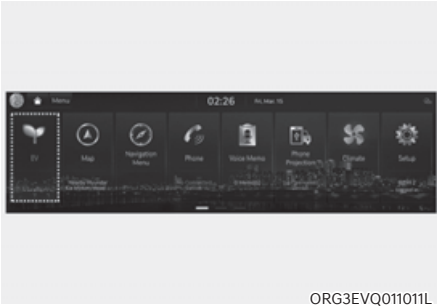 Menu 02:26 Fri, Mar. 15
EV
Map
Navigation
Menu
Phone
Voice Memo
Phone
Projection
Climate
Setup
ORG3EVQ011011L